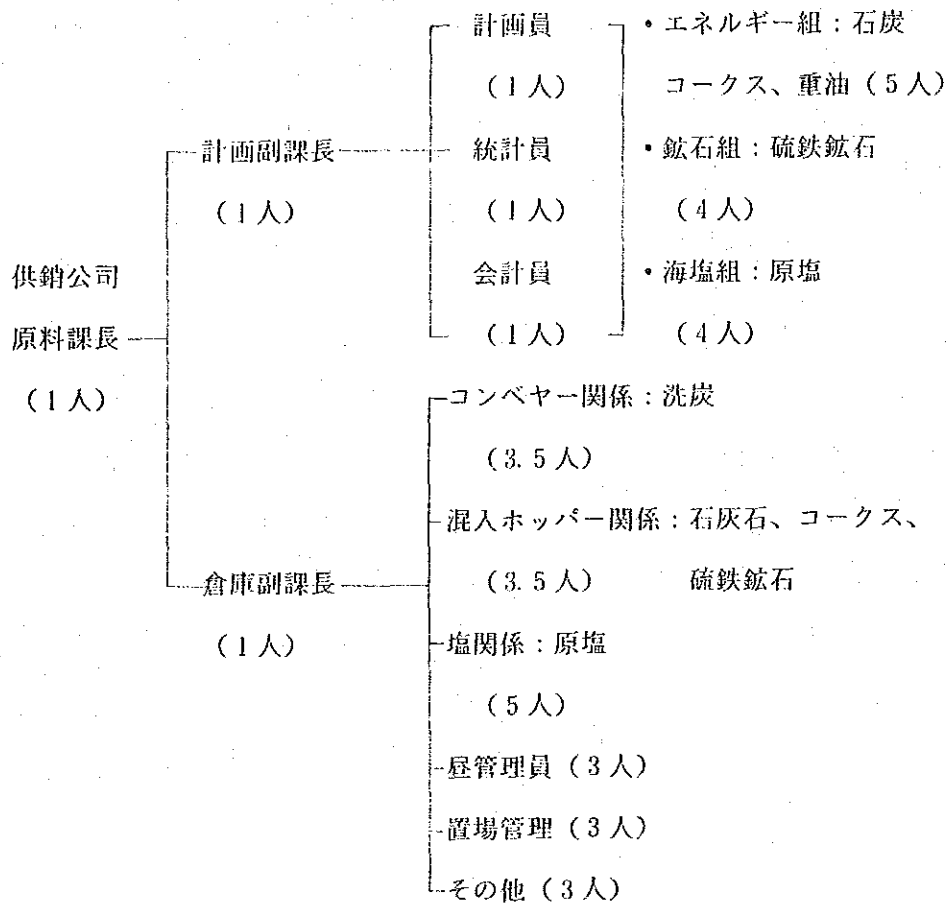 計画員
・エネルギー組：石炭
（1人）
コークス、重油（5人）
計画副課長
統計員
・鉱石組：硫鉄鉱石
（1人）
（1人）
（4人）
供銷公司
会計員
・海塩組：原塩
原料課長
（1人）
（4人）
（1人）
コンベヤー関係：洗炭
（3.5人）
混入ホッパー関係：石灰石、コークス、
倉庫副課長
（3.5人）
硫鉄鉱石
（1人）
塩関係：原塩
（5人）
昼管理員（3人）
置場管理（3人）
その他（3人）